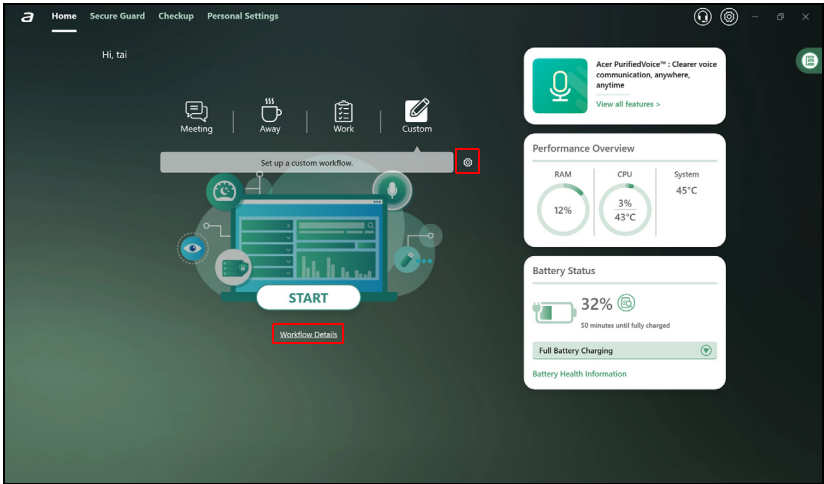 a Home Secure Guard Checkup Personal Settings
Hi, tai
Meeting Away Work Custom
Set up a custom workflow.
START
Workflow Details
Acer PurifiedVoice™ : Clearer voice
communication, anywhere,
anytime
View all features >
Performance Overview
RAM CPU System
12%
3%
43°C
45°C
Battery Status
32%
50 minutes until fully charged
Full Battery Charging
Battery Health Information